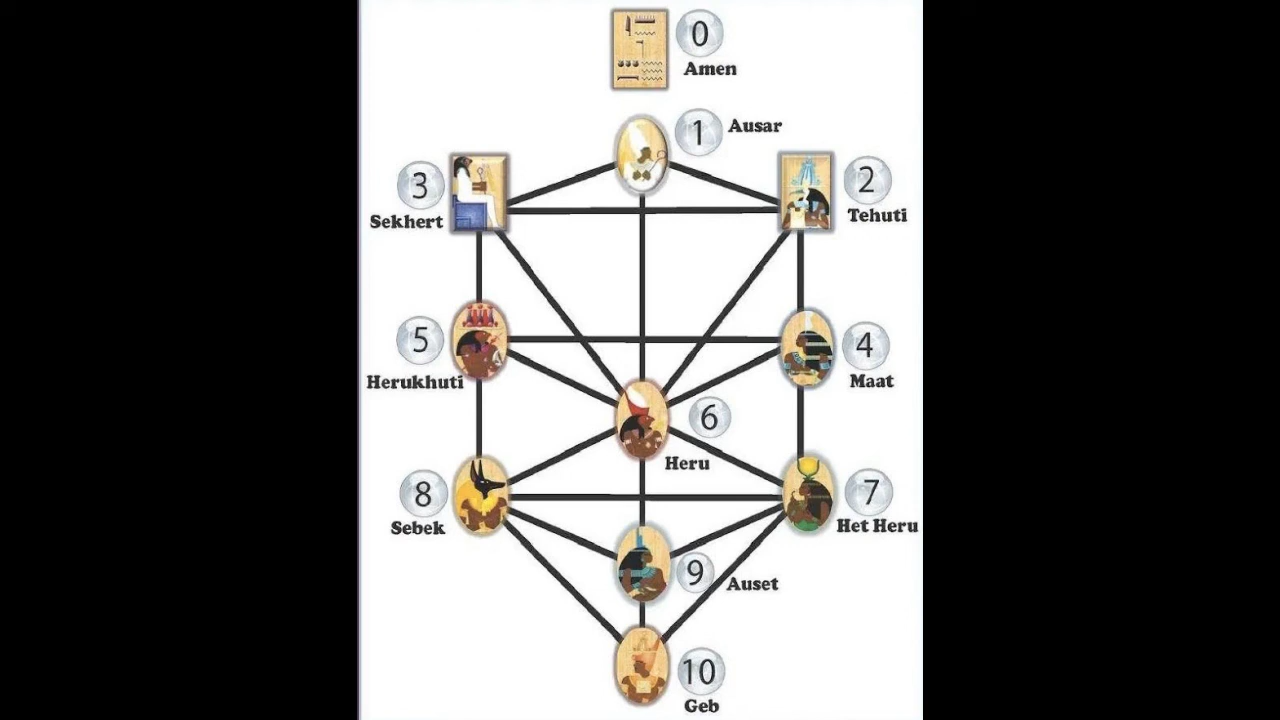 0
Amen
1
Ausar
3
Sekhert
2
Tehuti
5
Herukhuti
4
Maat
6
Heru
8
Sebek
7
Het Heru
9
Auset
10
Geb